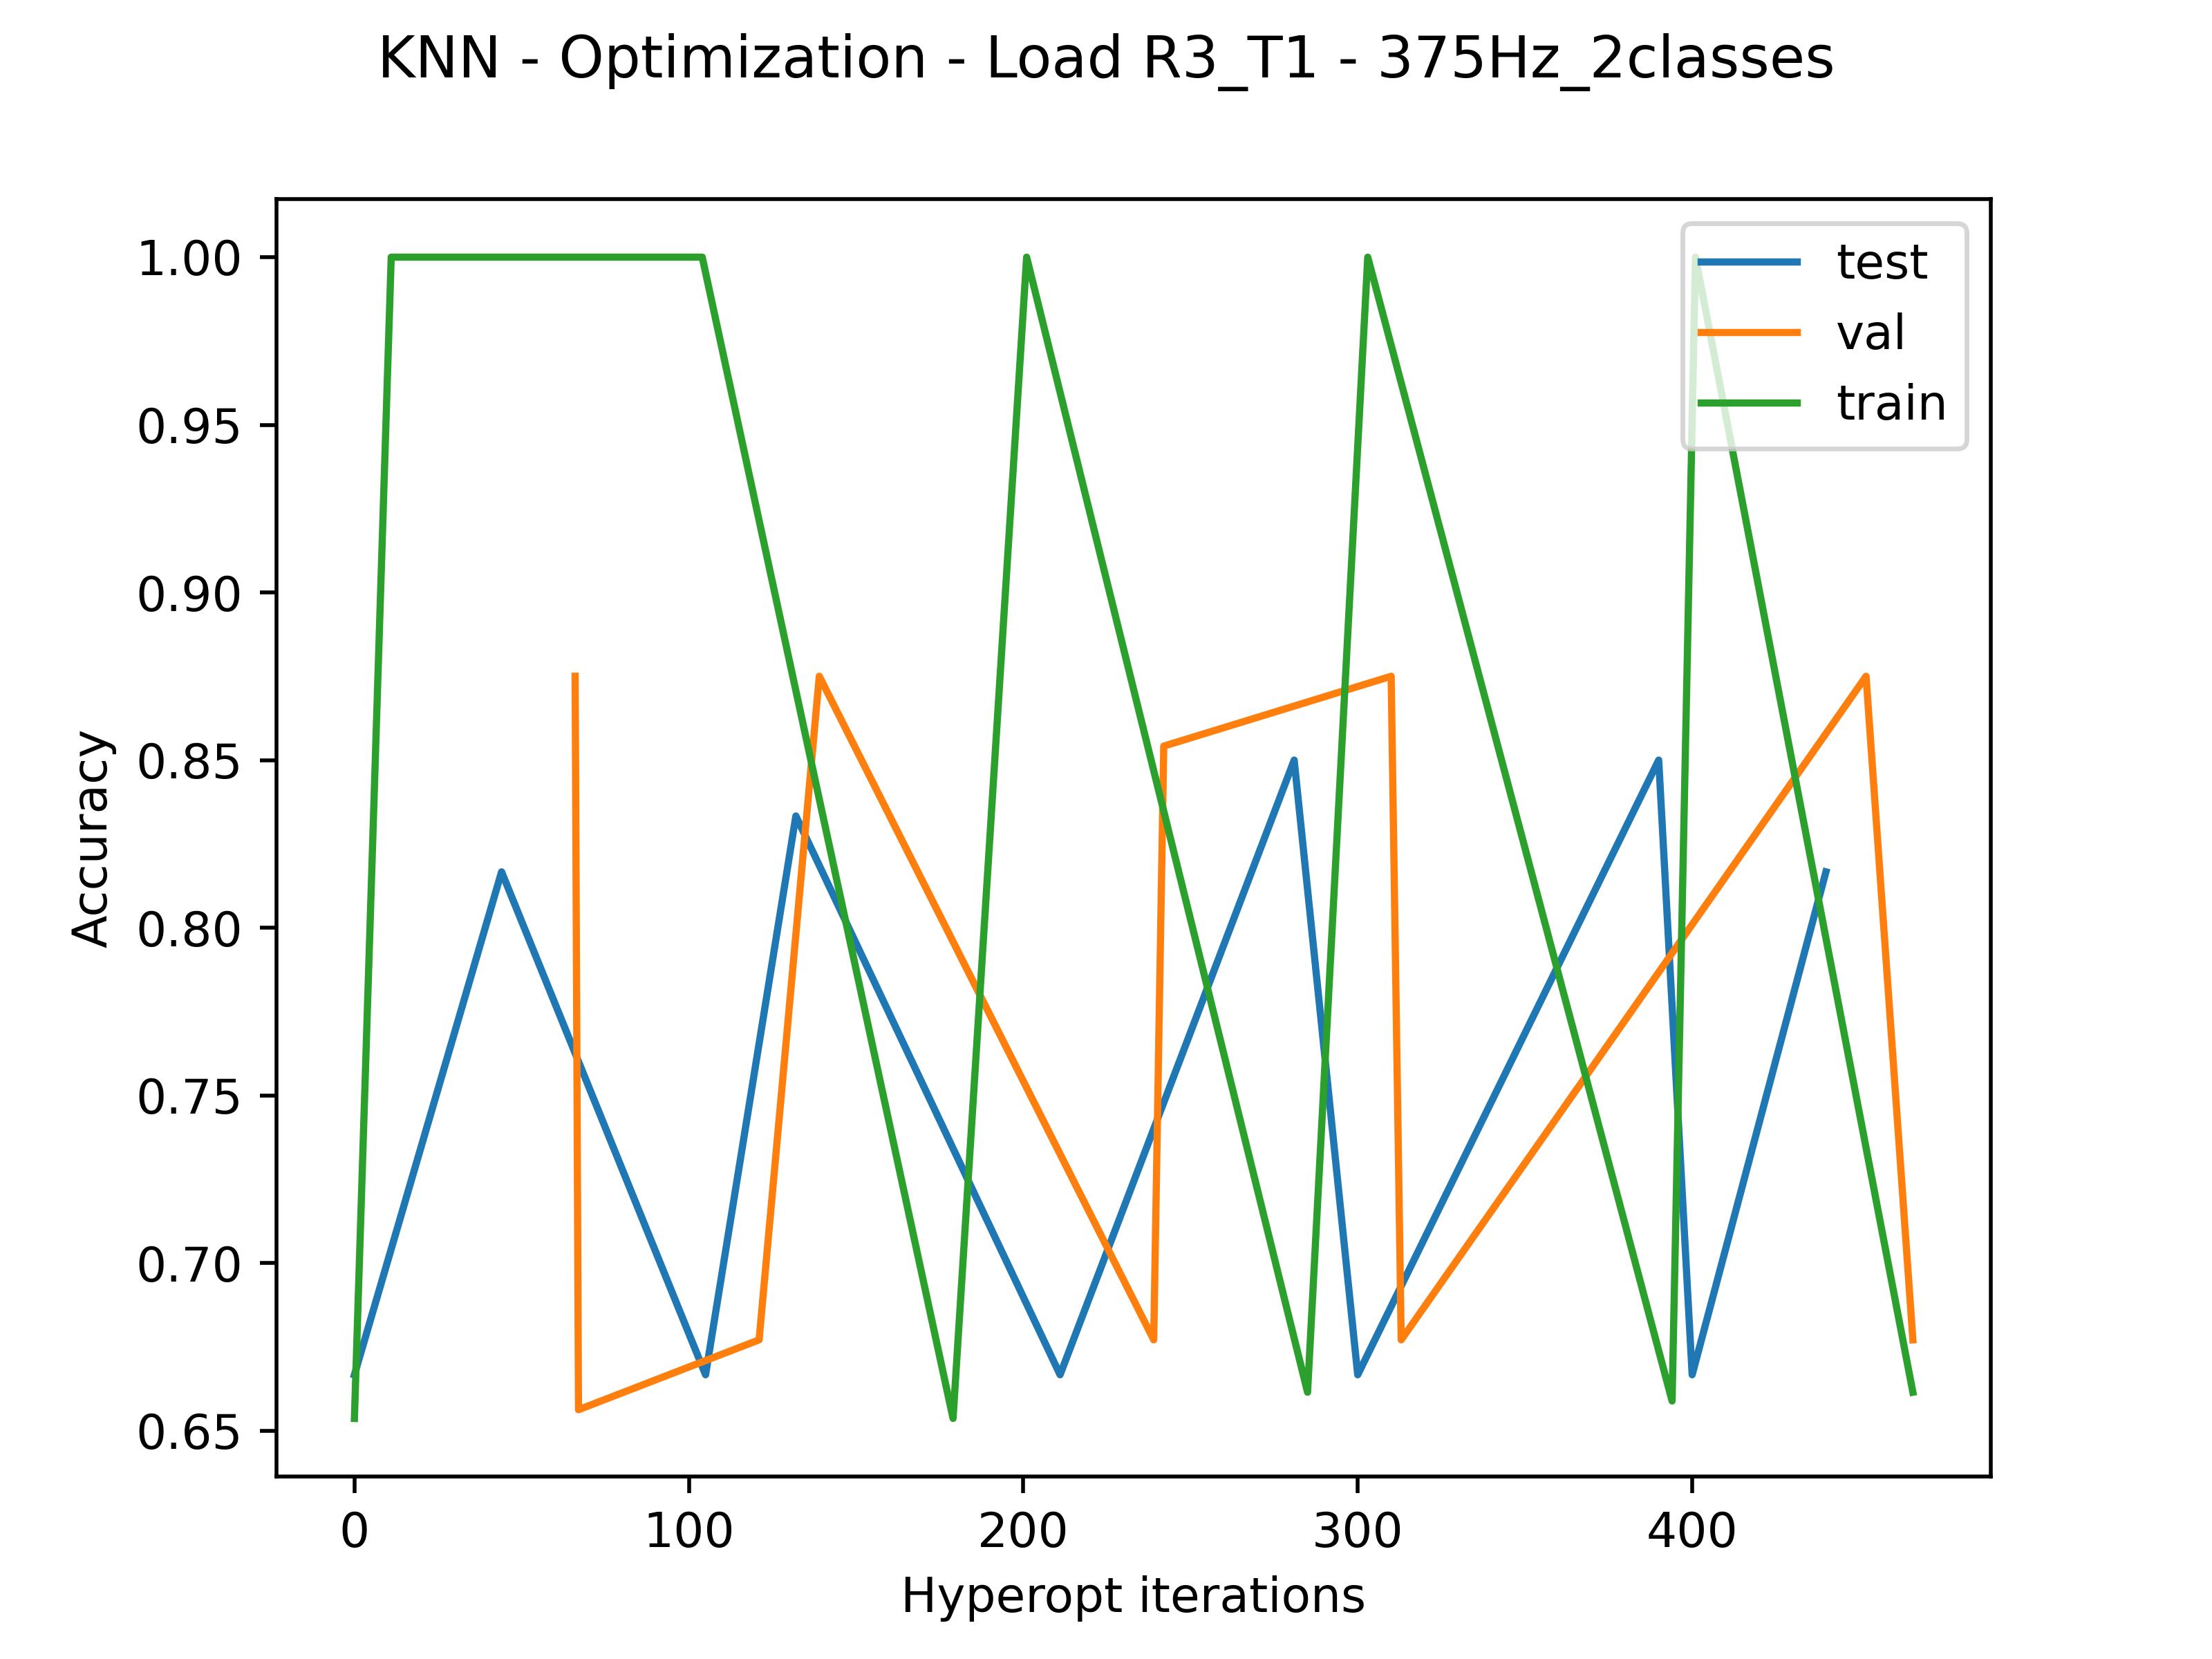 KNN - Optimization - Load R3_T1 - 375Hz_2classes
test
val
train
Accuracy
1.00
0.95
0.90
0.85
0.80
0.75
0.70
0.65
0
100
200
300
400
Hyperopt iterations